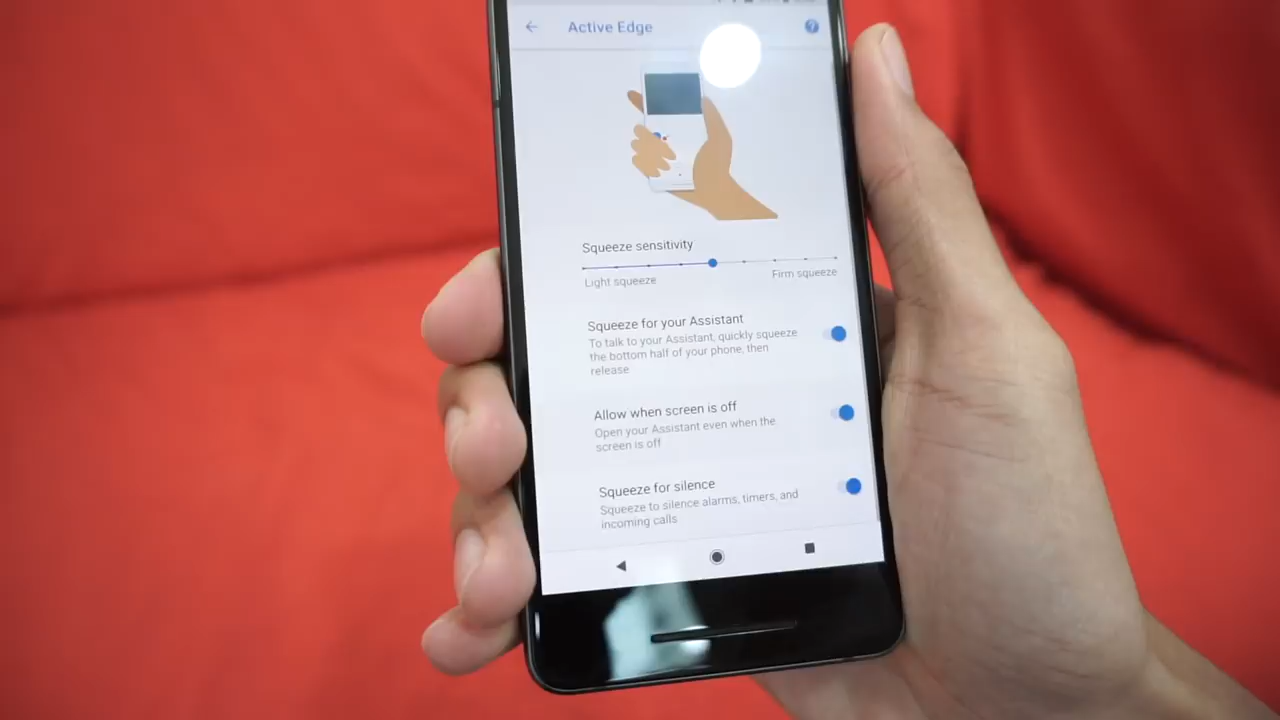 Active Edge
?
Squeeze sensitivity
Light squeeze
Firm squeeze
Squeeze for your Assistant
To talk to your Assistant, quickly squeeze
the bottom half of your phone, then
release
Allow when screen is off
Open your Assistant even when the
screen is off
Squeeze for silence
Squeeze to silence alarms, timers, and
incoming calls